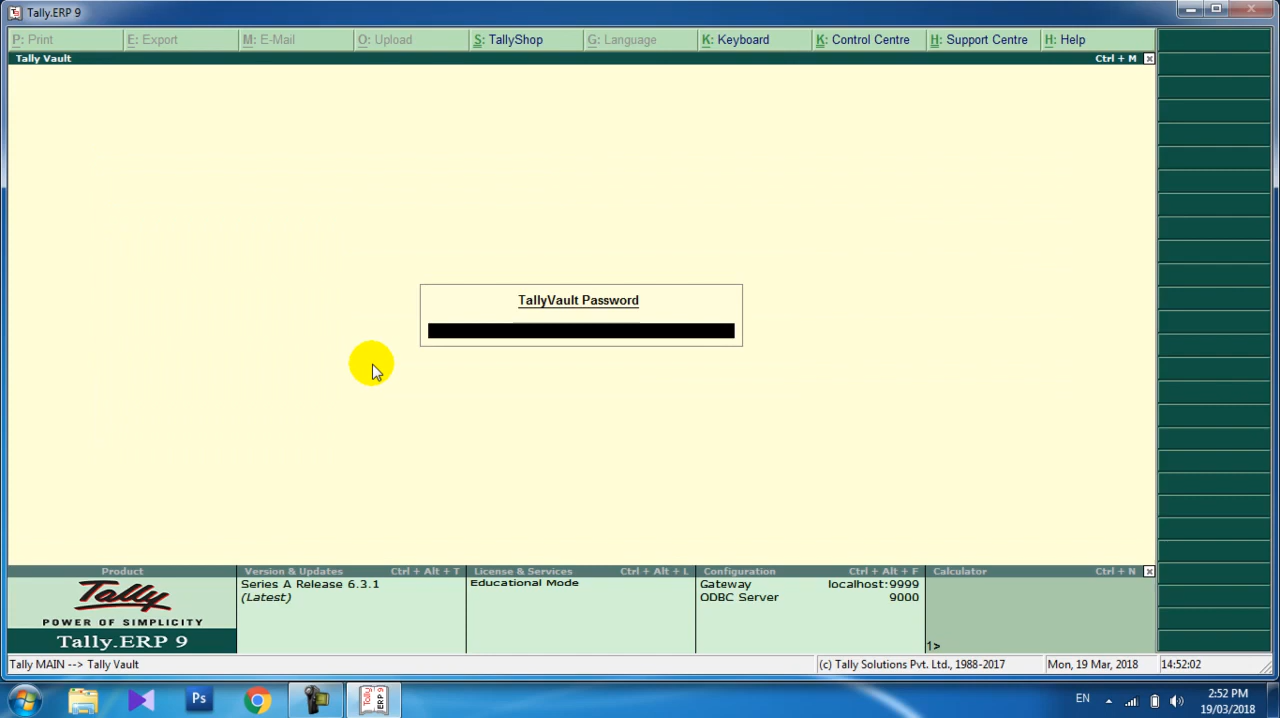 Tally.ERP 9
P: Print E: Export M: E-Mail O: Upload S: TallyShop G: Language K: Keyboard K: Control Centre H: Support Centre H: Help
Tally Vault Ctrl + M
TallyVault Password
Product Version & Updates Ctrl + Alt + T License & Services Ctrl + Alt + L Configuration Ctrl + Alt + F Calculator Ctrl + N
Tally
POWER OF SIMPLICITY
Tally.ERP 9
Series A Release 6.3.1
(Latest)
Educational Mode
Gateway localhost:9999
ODBC Server 9000
1>
Tally MAIN --> Tally Vault (c) Tally Solutions Pvt. Ltd., 1988-2017 Mon, 19 Mar, 2018 14:52:02
Ps
Tally
ERP 9
EN
2:52 PM
19/03/2018